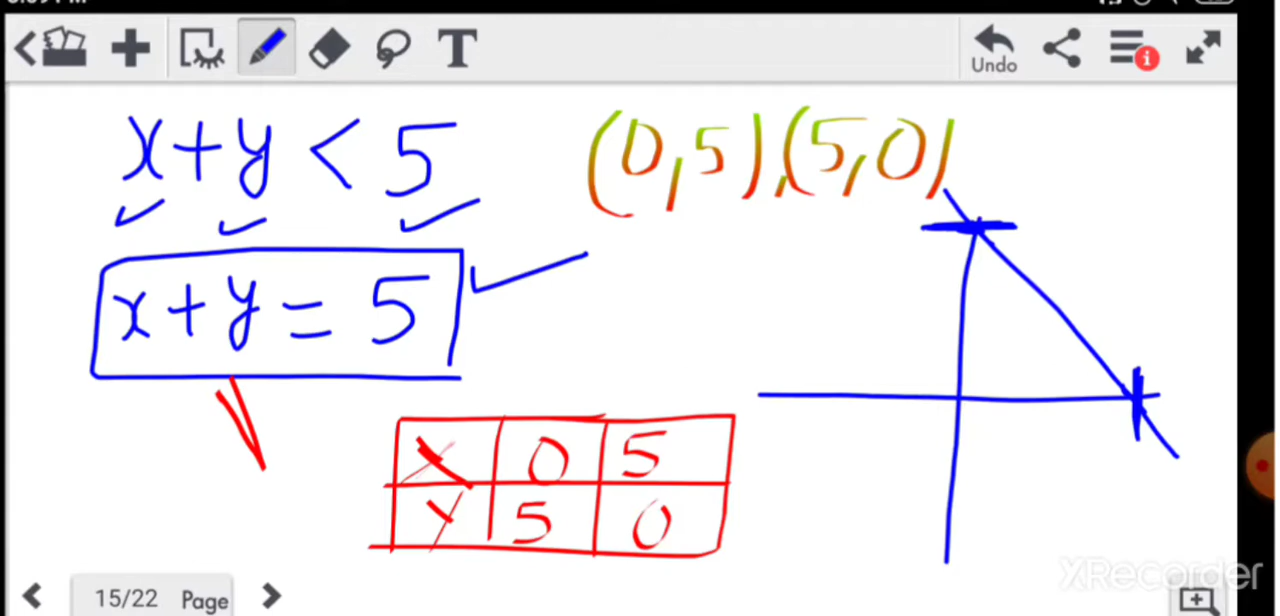 Undo
x+y < 5
(0,5),(5,0)
x+y = 5
X 0 5
Y 5 0
15/22 Page
XRecorder